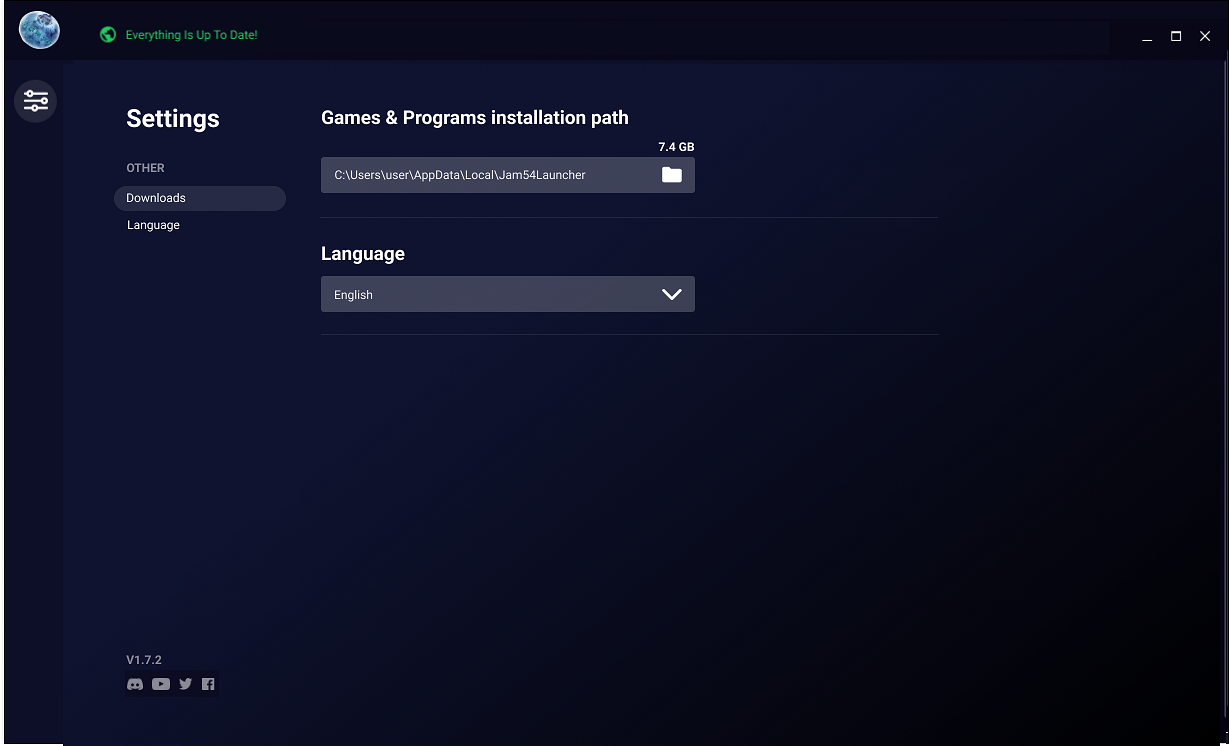 Everything Is Up To Date!
Settings
OTHER
Downloads
Language
Games & Programs installation path
7.4 GB
C:\Users\user\AppData\Local\Jam54Launcher
Language
English
V1.7.2